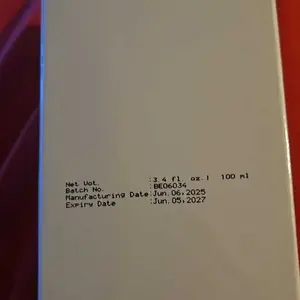 Net Vol. :3.4 fl. oz.| 100 ml
Batch No. :BE06034
Manufacturing Date:Jun.06,2025
Expiry Date :Jun.05,2027